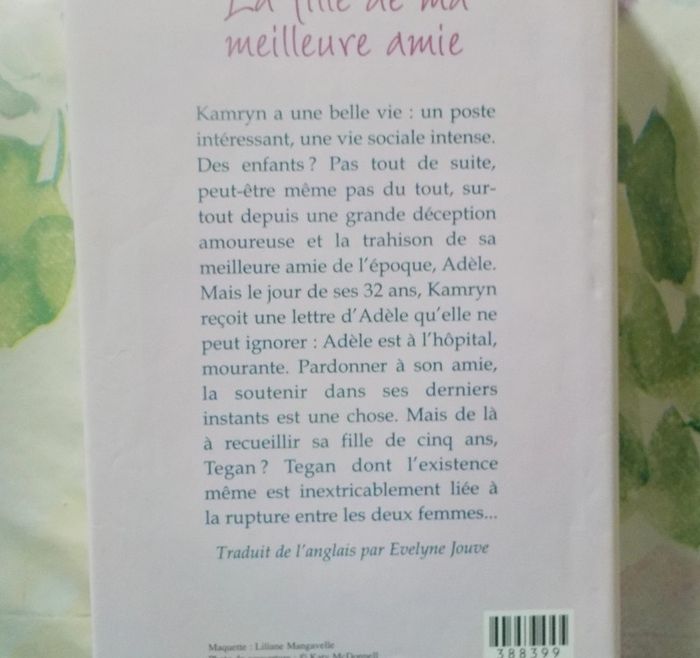 La fille de ma
meilleure amie
Kamryn a une belle vie : un poste
intéressant, une vie sociale intense.
Des enfants ? Pas tout de suite,
peut-être même pas du tout, sur-
tout depuis une grande déception
amoureuse et la trahison de sa
meilleure amie de l'époque, Adèle.
Mais le jour de ses 32 ans, Kamryn
reçoit une lettre d'Adèle qu'elle ne
peut ignorer : Adèle est à l'hôpital,
mourante. Pardonner à son amie,
la soutenir dans ses derniers
instants est une chose. Mais de là
à recueillir sa fille de cinq ans,
Tegan ? Tegan dont l'existence
même est inextricablement liée à
la rupture entre les deux femmes...
Traduit de l'anglais par Evelyne Jouve
Maquette : Liliane Mangavelle
Photo de couverture : © Katy McDonnell
388399